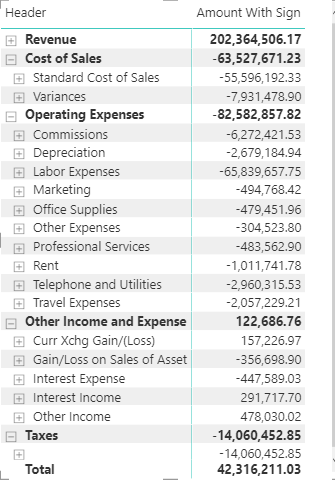 Header Amount With Sign
Revenue 202,364,506.17
Cost of Sales -63,527,671.23
Standard Cost of Sales -55,596,192.33
Variances -7,931,478.90
Operating Expenses -82,582,857.82
Commissions -6,272,421.53
Depreciation -2,679,184.94
Labor Expenses -65,839,657.75
Marketing -494,768.42
Office Supplies -479,451.96
Other Expenses -304,523.80
Professional Services -483,562.90
Rent -1,011,741.78
Telephone and Utilities -2,960,315.53
Travel Expenses -2,057,229.21
Other Income and Expense 122,686.76
Curr Xchg Gain/(Loss) 157,226.97
Gain/Loss on Sales of Asset -356,698.90
Interest Expense -447,589.03
Interest Income 291,717.70
Other Income 478,030.02
Taxes -14,060,452.85
-14,060,452.85
Total 42,316,211.03